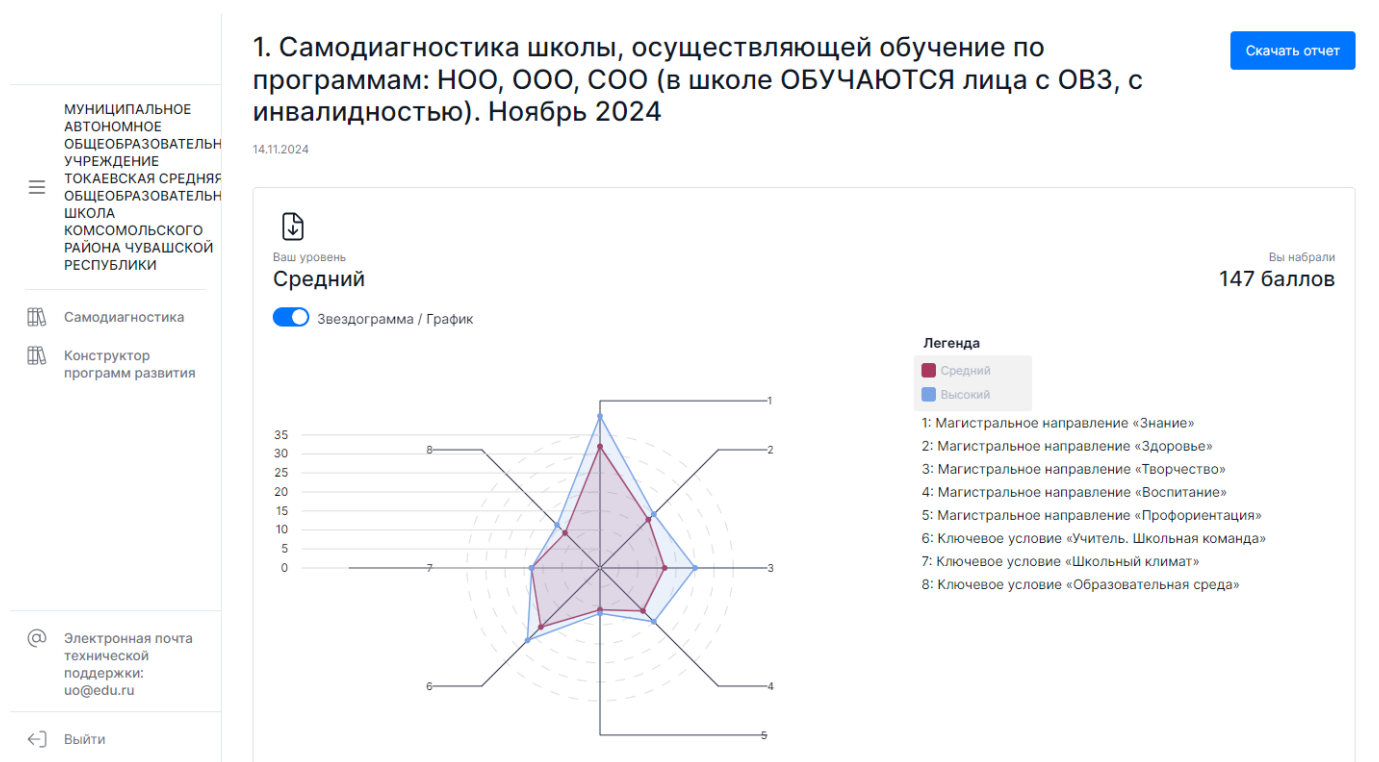 1. Самодиагностика школы, осуществляющей обучение по
программам: НОО, ООО, СОО (в школе ОБУЧАЮТСЯ лица с ОВЗ, с
инвалидностью). Ноябрь 2024
14.11.2024
Скачать отчет
МУНИЦИПАЛЬНОЕ
АВТОНОМНОЕ
ОБЩЕОБРАЗОВАТЕЛЬН
УЧРЕЖДЕНИЕ
ТОКАЕВСКАЯ СРЕДНЯЯ
ОБЩЕОБРАЗОВАТЕЛЬН
ШКОЛА
КОМСОМОЛЬСКОГО
РАЙОНА ЧУВАШСКОЙ
РЕСПУБЛИКИ
Самодиагностика
Конструктор
программ развития
Электронная почта
технической
поддержки:
uo@edu.ru
Выйти
Ваш уровень
Средний
Вы набрали
147 баллов
Звездограмма / График
35
30
25
20
15
10
5
0
1
2
3
4
5
6
7
8
Легенда
Средний
Высокий
1: Магистральное направление «Знание»
2: Магистральное направление «Здоровье»
3: Магистральное направление «Творчество»
4: Магистральное направление «Воспитание»
5: Магистральное направление «Профориентация»
6: Ключевое условие «Учитель. Школьная команда»
7: Ключевое условие «Школьный климат»
8: Ключевое условие «Образовательная среда»